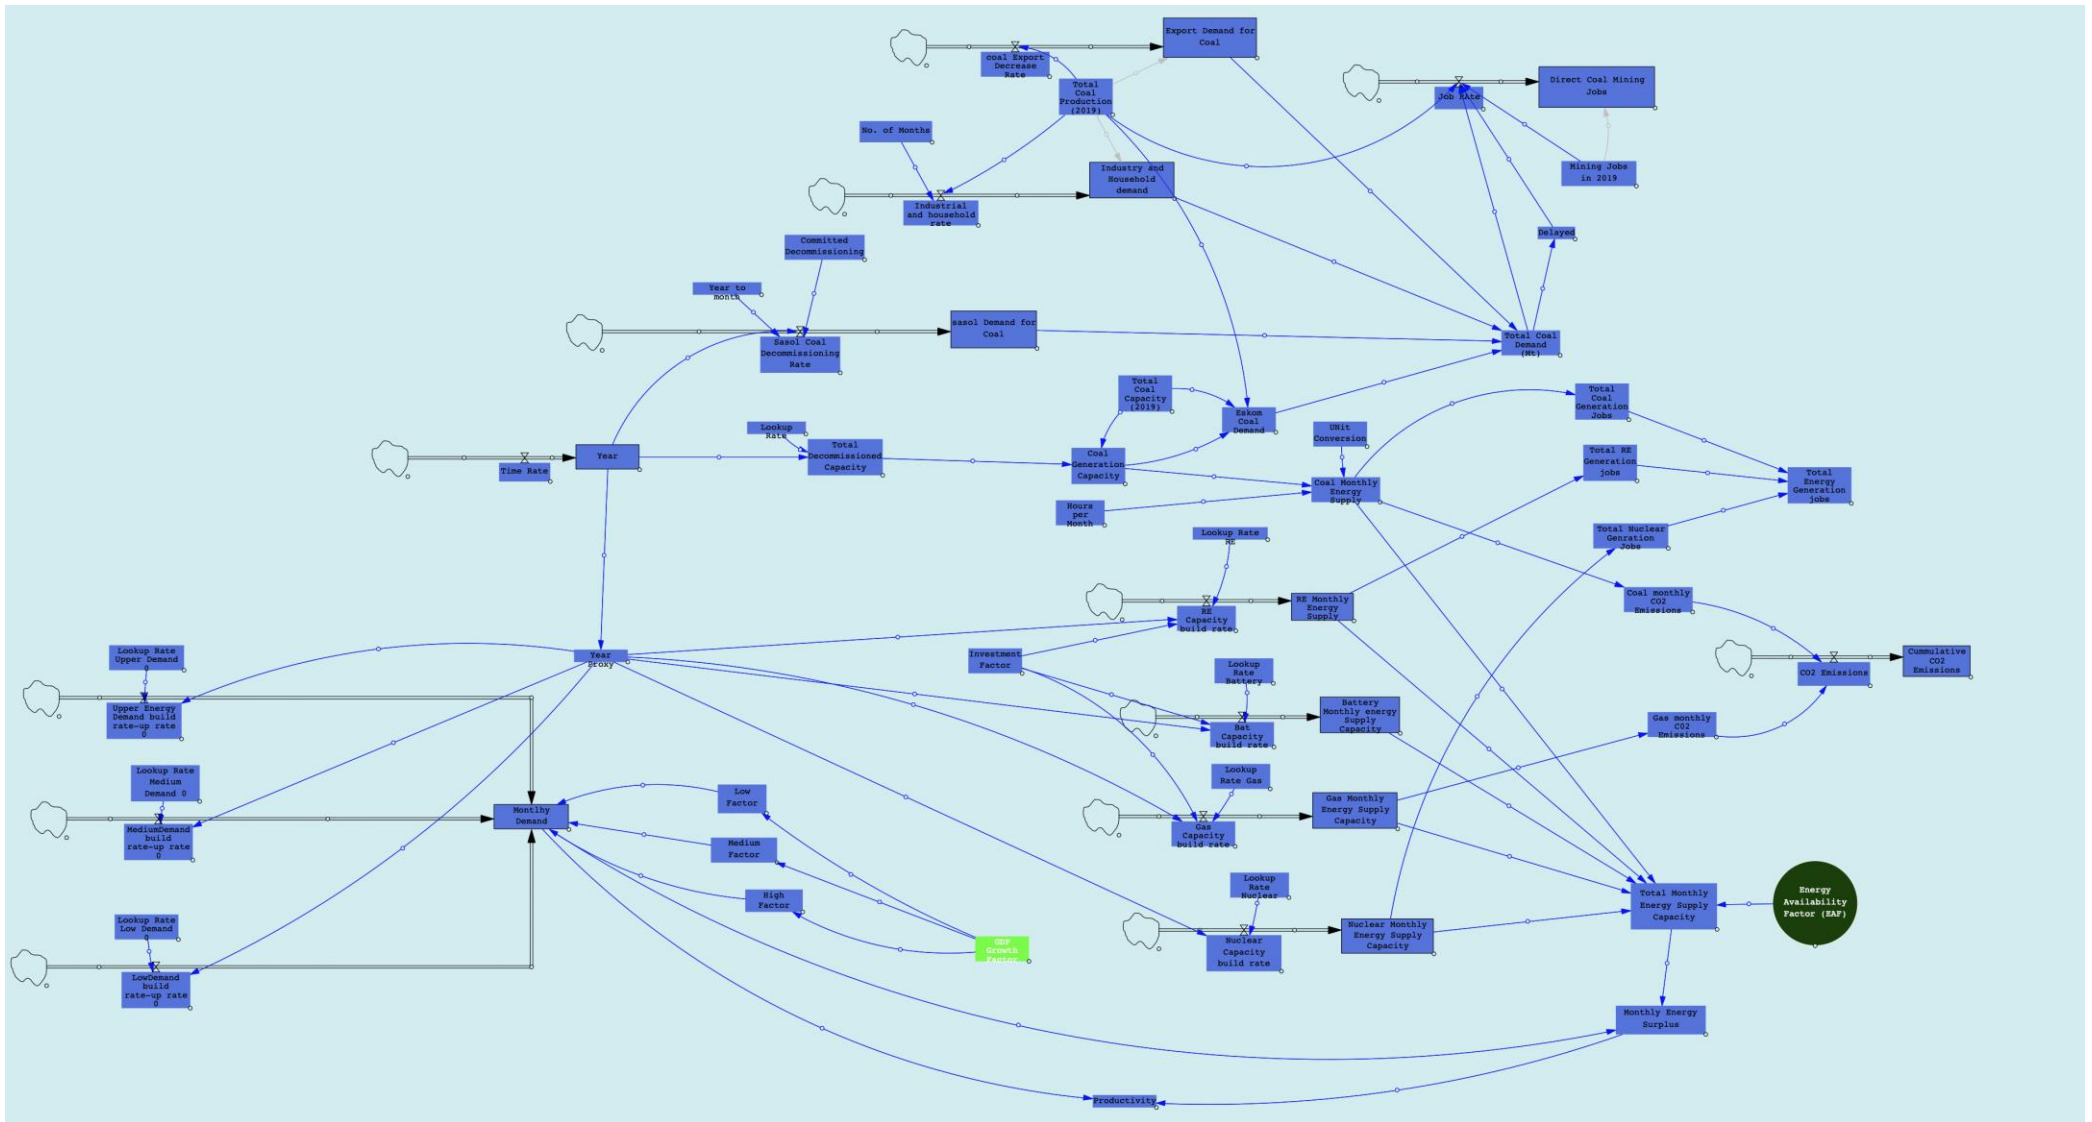 Export Demand for
Coal
coal Export
Decrease
Rate
Total
Coal
Production
(2019)
Direct Coal Mining
Jobs
Job RAte
No. of Months
Industry and
Household
demand
Mining Jobs
in 2019
Industrial
and household
rate
Delayed
Committed
Decommissioning
Year to
month
sasol Demand for
Coal
Sasol Coal
Decommissioning
Rate
Total Coal
Demand
(Mt)
Total
Coal
Capacity
(2019)
Eskom
Coal
Demand
Total
Coal
Generation
Jobs
Lookup
Rate
UNit
Conversion
Year
Time Rate
Total
Decommissioned
Capacity
Coal
Generation
Capacity
Total RE
Generation
jobs
Coal Monthly
Energy
Supply
Total
Energy
Generation
jobs
Hours
per
Month
Lookup Rate
RE
Total Nuclear
Genration
Jobs
RE Monthly
Energy
Supply
Coal monthly
CO2
Emissions
RE
Capacity
build rate
Lookup Rate
Upper Demand
0
Year
Proxy
Investment
Factor
Lookup
Rate
Battery
Cummulative
CO2
Emissions
CO2 Emissions
Upper Energy
Demand build
rate-up rate
0
Battery
Monthly energy
Supply
Capacity
Bat
Capacity
build rate
Gas monthly
CO2
Emissions
Lookup Rate
Medium
Demand 0
Lookup
Rate Gas
Low
Factor
Montlhy
Demand
Gas Monthly
Energy Supply
Capacity
MediumDemand
build
rate-up rate
0
Gas
Capacity
build rate
Medium
Factor
Lookup
Rate
Nuclear
High
Factor
Total Monthly
Energy Supply
Capacity
Energy
Availability
Factor (EAF)
Lookup Rate
Low Demand
0
Nuclear Monthly
Energy Supply
Capacity
GDP
Growth
Factor
Nuclear
Capacity
build rate
LowDemand
build
rate-up rate
0
Monthly Energy
Surplus
Productivity